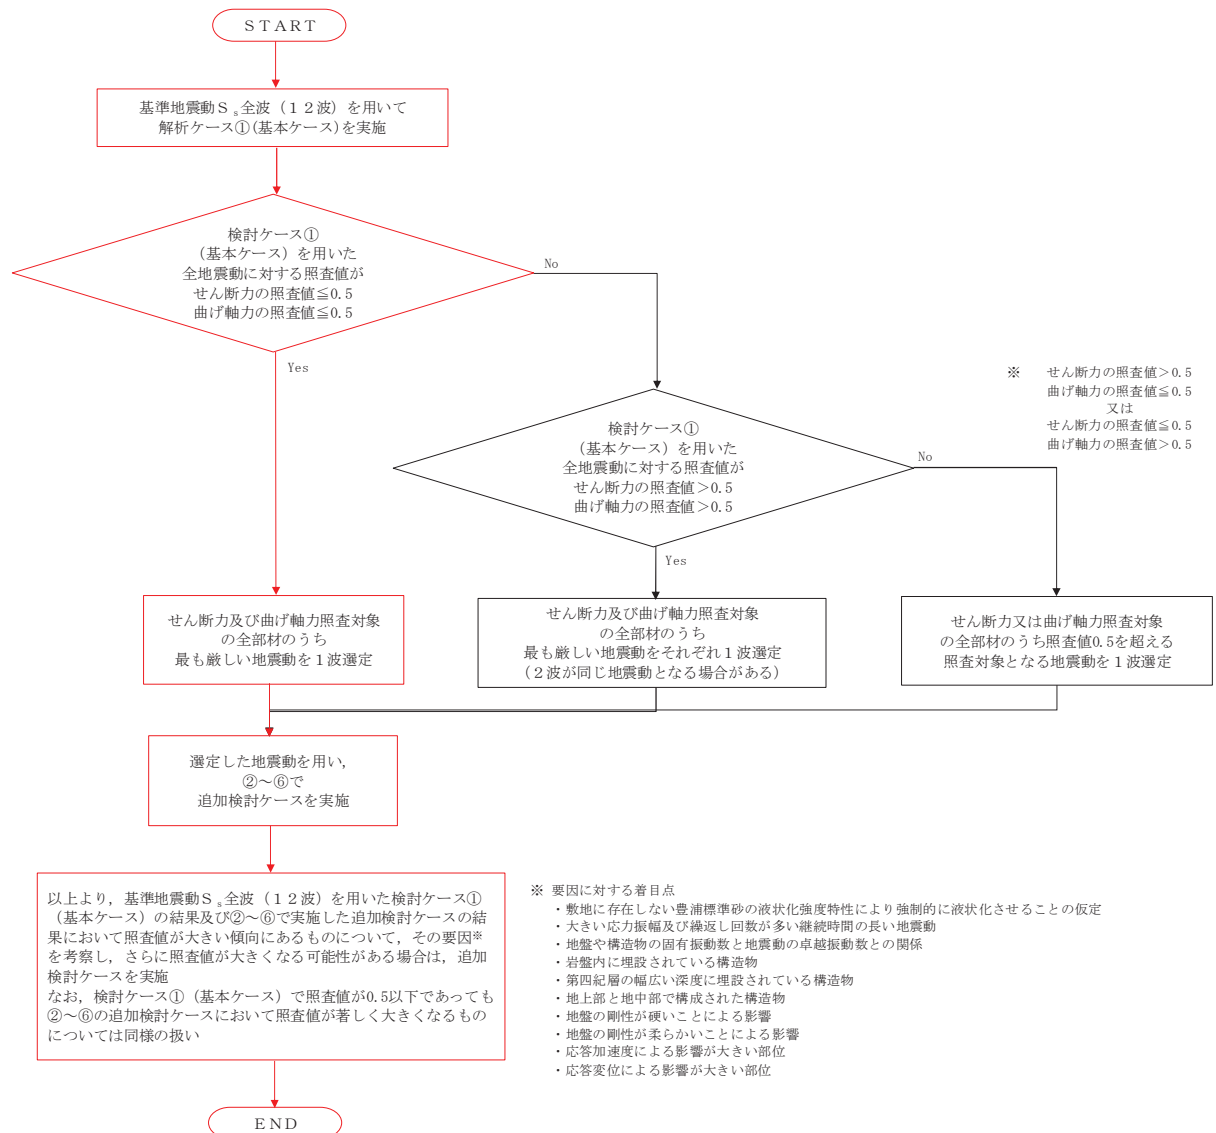 ＳＴＡＲＴ
基準地震動Ｓｓ全波（１２波）を用いて
解析ケース①(基本ケース)を実施
検討ケース①
（基本ケース）を用いた
全地震動に対する照査値が
せん断力の照査値≦0.5
曲げ軸力の照査値≦0.5
No
Yes
※　せん断力の照査値＞0.5
曲げ軸力の照査値≦0.5
又は
せん断力の照査値≦0.5
曲げ軸力の照査値＞0.5
検討ケース①
（基本ケース）を用いた
全地震動に対する照査値が
せん断力の照査値＞0.5
曲げ軸力の照査値＞0.5
No
Yes
せん断力及び曲げ軸力照査対象
の全部材のうち
最も厳しい地震動を１波選定
せん断力及び曲げ軸力照査対象
の全部材のうち
最も厳しい地震動をそれぞれ１波選定
（２波が同じ地震動となる場合がある）
せん断力又は曲げ軸力照査対象
の全部材のうち照査値0.5を超える
照査対象となる地震動を１波選定
選定した地震動を用い，
②～⑥で
追加検討ケースを実施
以上より，基準地震動Ｓｓ全波（１２波）を用いた検討ケース①
（基本ケース）の結果及び②～⑥で実施した追加検討ケースの結
果において照査値が大きい傾向にあるものについて，その要因※
を考察し，さらに照査値が大きくなる可能性がある場合は，追加
検討ケースを実施
なお，検討ケース①（基本ケース）で照査値が0.5以下であっても
②～⑥の追加検討ケースにおいて照査値が著しく大きくなるもの
については同様の扱い
※ 要因に対する着目点
・敷地に存在しない豊浦標準砂の液状化強度特性により強制的に液状化させることの仮定
・大きい応力振幅及び繰返し回数が多い継続時間の長い地震動
・地盤や構造物の固有振動数と地震動の卓越振動数との関係
・岩盤内に埋設されている構造物
・第四紀層の幅広い深度に埋設されている構造物
・地上部と地中部で構成された構造物
・地盤の剛性が硬いことによる影響
・地盤の剛性が柔らかいことによる影響
・応答加速度による影響が大きい部位
・応答変位による影響が大きい部位
ＥＮＤ